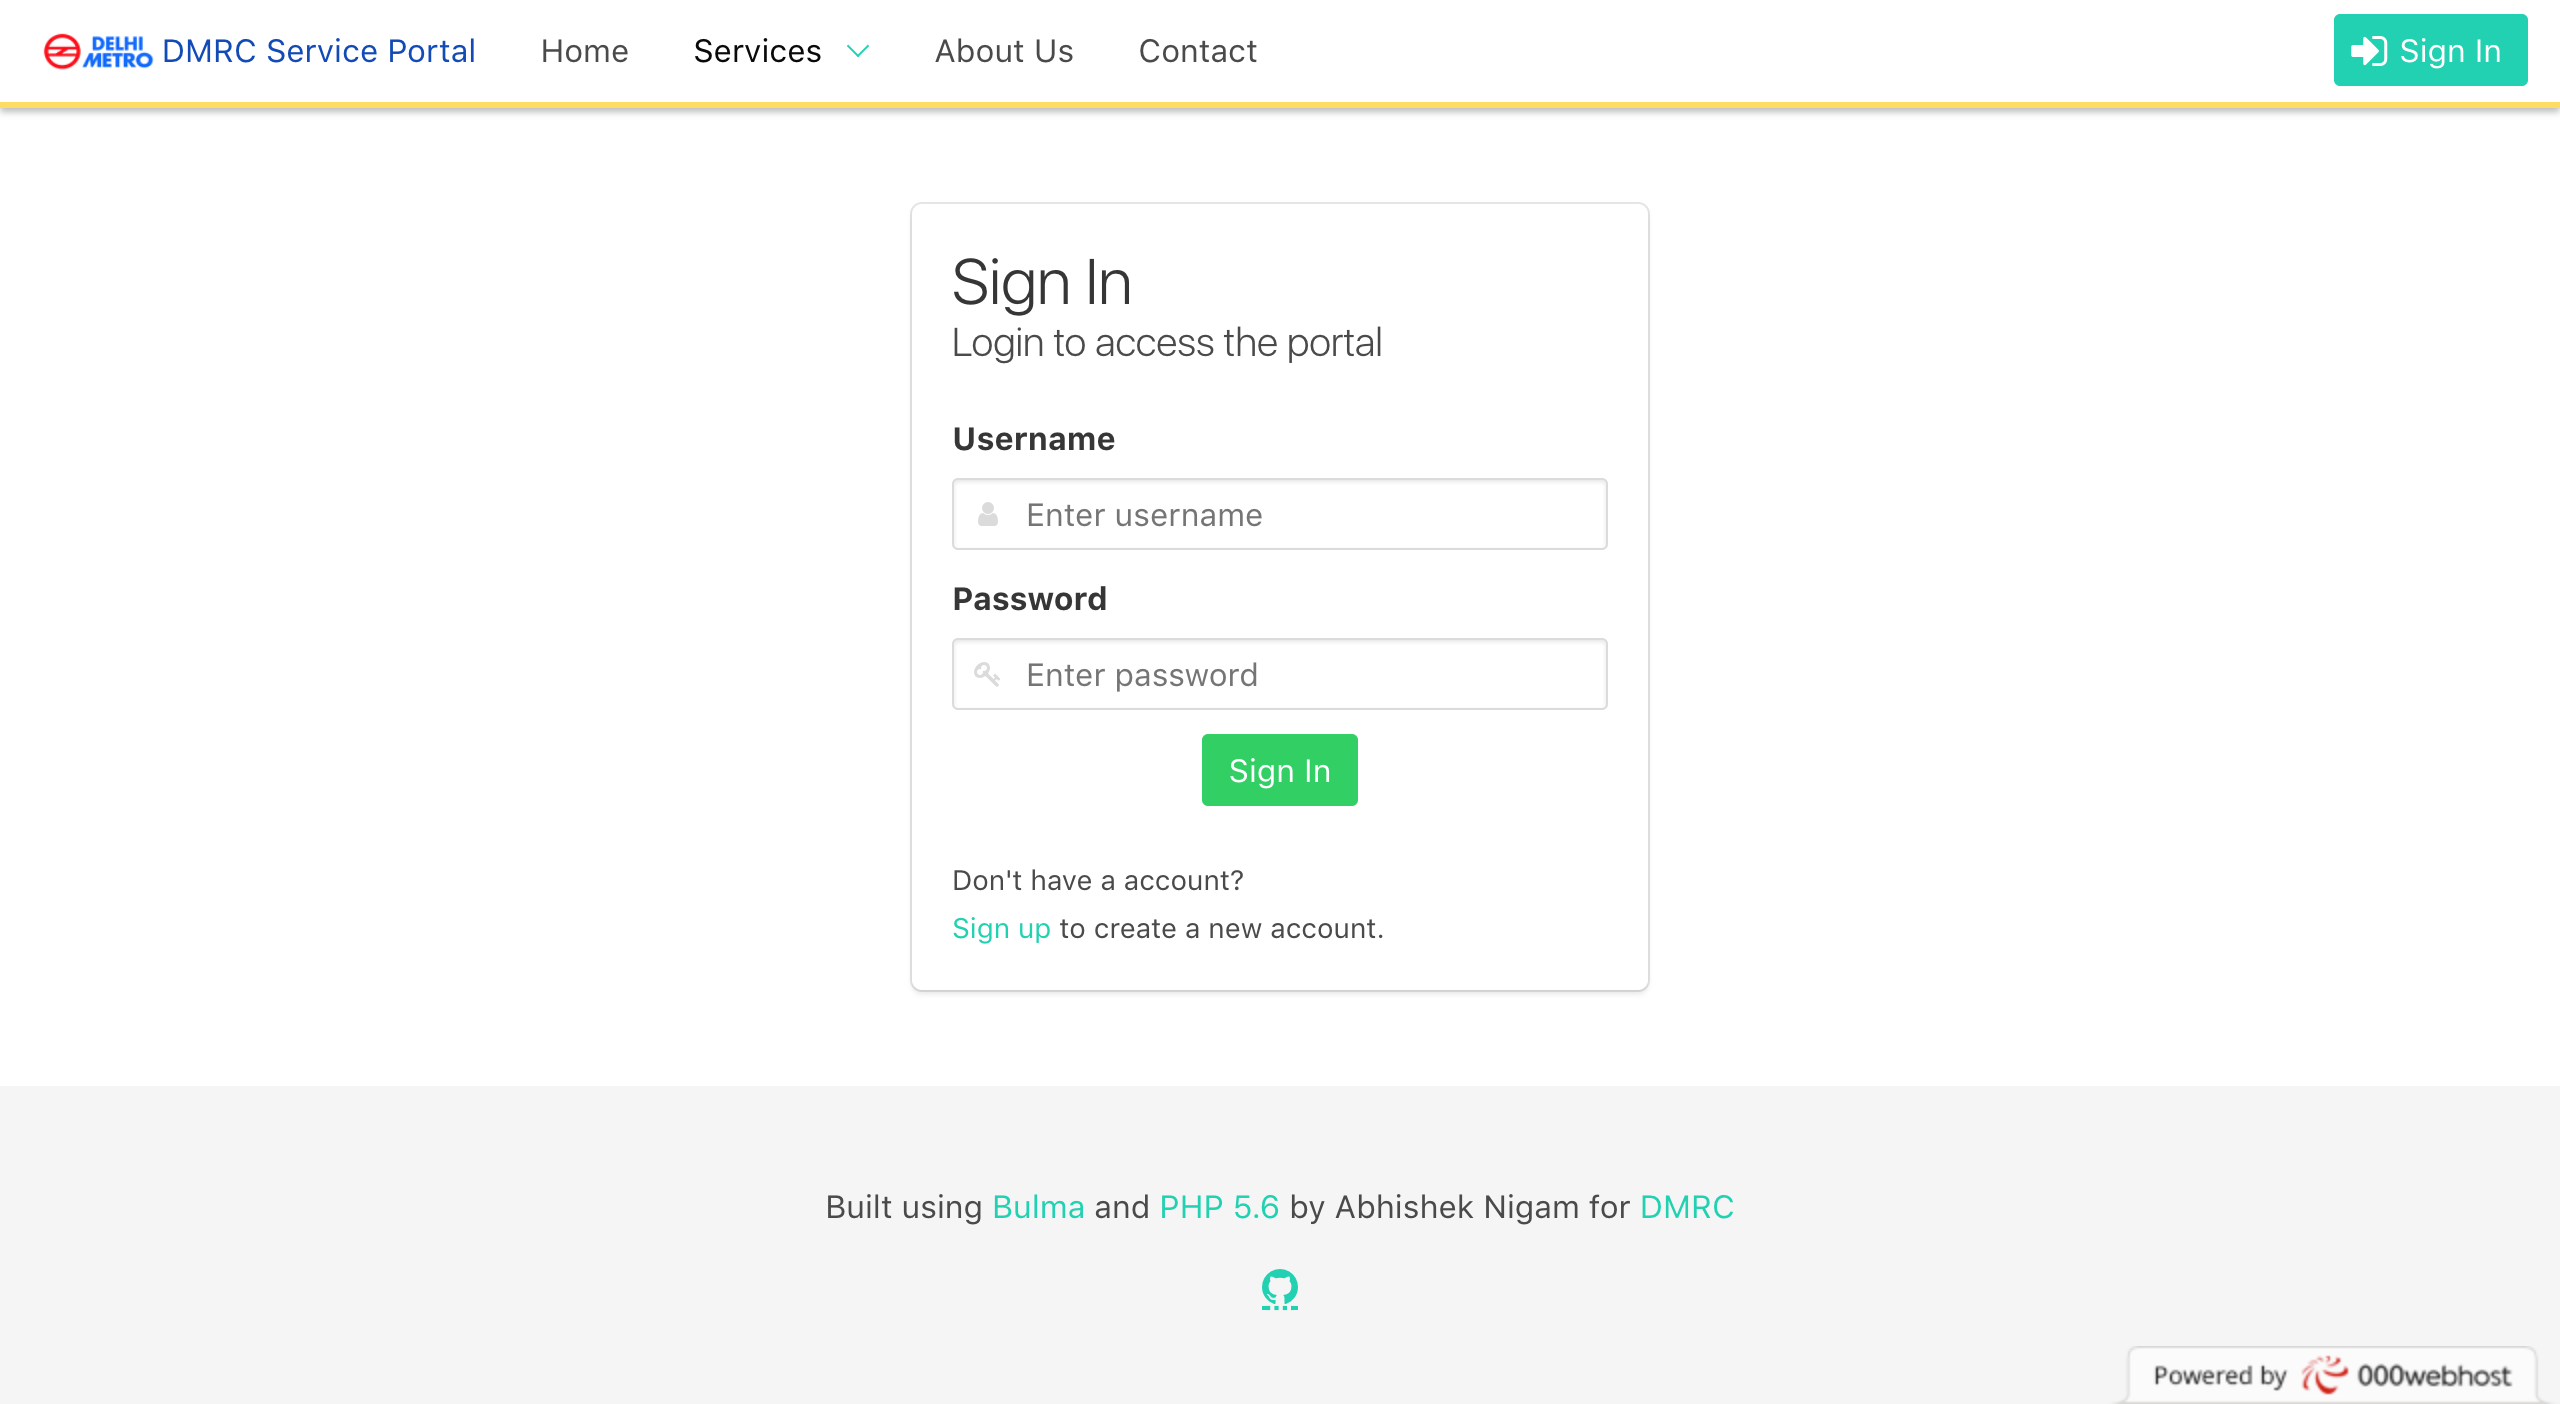 DELHI METRO DMRC Service Portal Home Services About Us Contact Sign In
Sign In
Login to access the portal
Username
Enter username
Password
Enter password
Sign In
Don't have a account?
Sign up to create a new account.
Built using Bulma and PHP 5.6 by Abhishek Nigam for DMRC
Powered by 000webhost